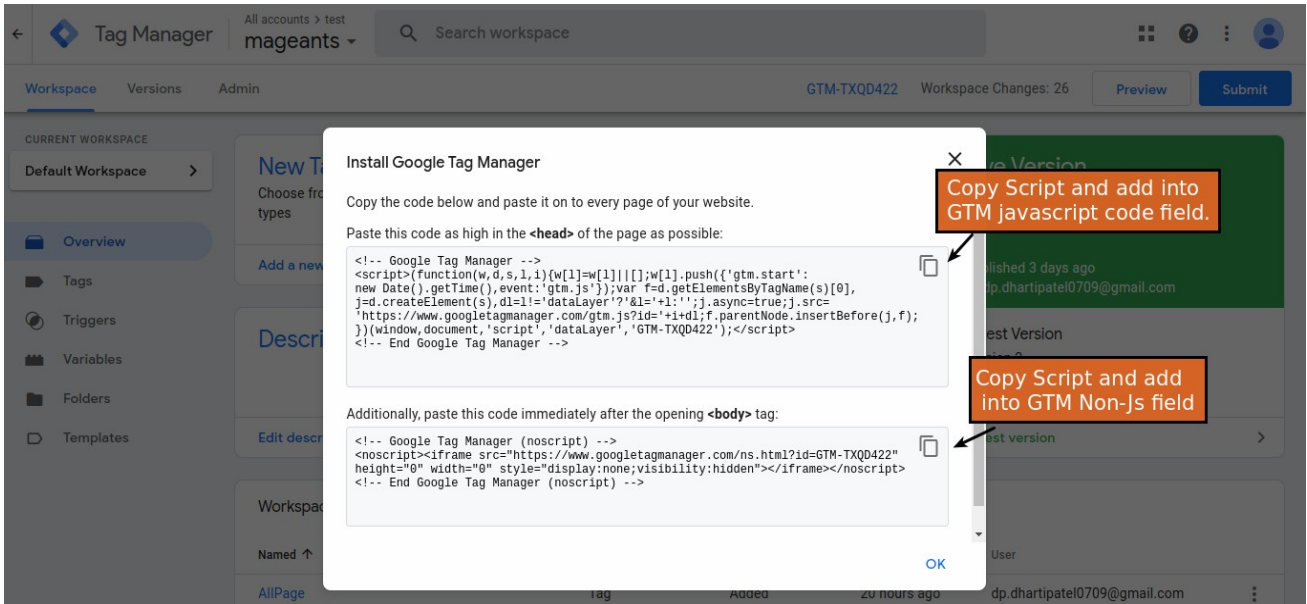 All accounts > test
Tag Manager
mageants
Search workspace
Workspace Versions Admin
GTM-TXQD422 Workspace Changes: 26 Preview Submit
CURRENT WORKSPACE
Default Workspace
Overview
Tags
Triggers
Variables
Folders
Templates
New
Choose
types
Add a new
Edit
Named
AllPage
Install Google Tag Manager
Copy the code below and paste it on to every page of your website.
Paste this code as high in the <head> of the page as possible:
<!-- Google Tag Manager -->
<script>(function(w,d,s,l,i){w[l]=w[l]||[];w[l].push({'gtm.start':
new Date().getTime(),event:'gtm.js'});var f=d.getElementsByTagName(s)[0],
j=d.createElement(s),dl=l!='dataLayer'?'&l='+l:'';j.async=true;j.src=
'https://www.googletagmanager.com/gtm.js?id='+i+dl;f.parentNode.insertBefore(j,f);
})(window,document,'script','dataLayer','GTM-TXQD422');</script>
<!-- End Google Tag Manager -->
Additionally, paste this code immediately after the opening <body> tag:
<!-- Google Tag Manager (noscript) -->
<noscript><iframe src="https://www.googletagmanager.com/ns.html?id=GTM-TXQD422"
height="0" width="0" style="display:none;visibility:hidden"></iframe></noscript>
<!-- End Google Tag Manager (noscript) -->
OK
Copy Script and add into
GTM javascript code field.
Copy Script and add
into GTM Non-Js field
Version
3 days ago
dp.dhartipatel0709@gmail.com
Version
version
User
Tag Added 20 hours ago dp.dhartipatel0709@gmail.com